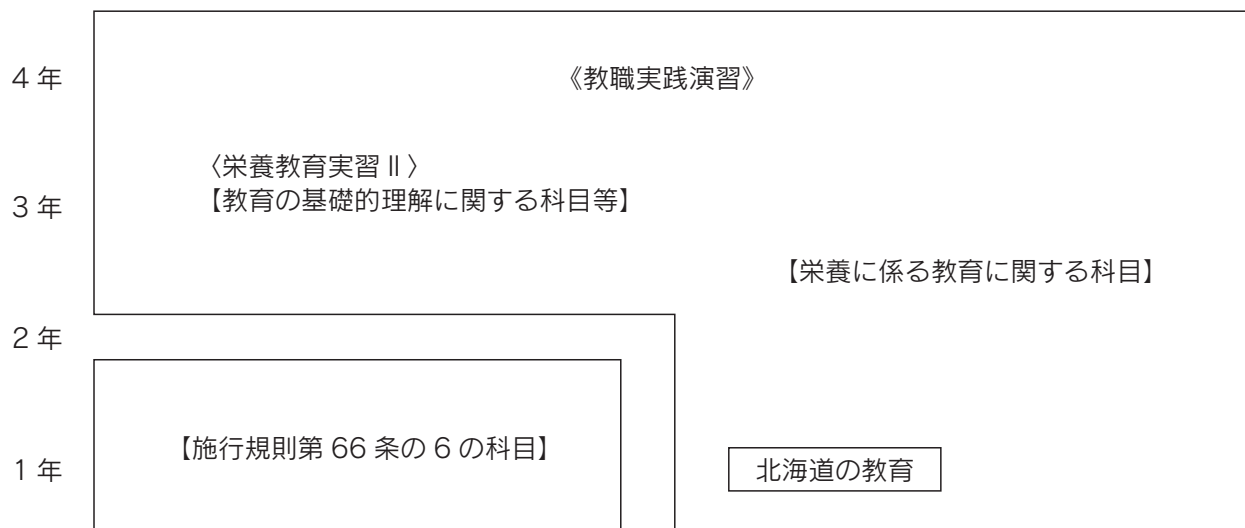 4 年
《教職実践演習》
〈栄養教育実習Ⅱ〉
3 年
【教育の基礎的理解に関する科目等】
【栄養に係る教育に関する科目】
2 年
【施行規則第 66 条の 6 の科目】
1 年
北海道の教育